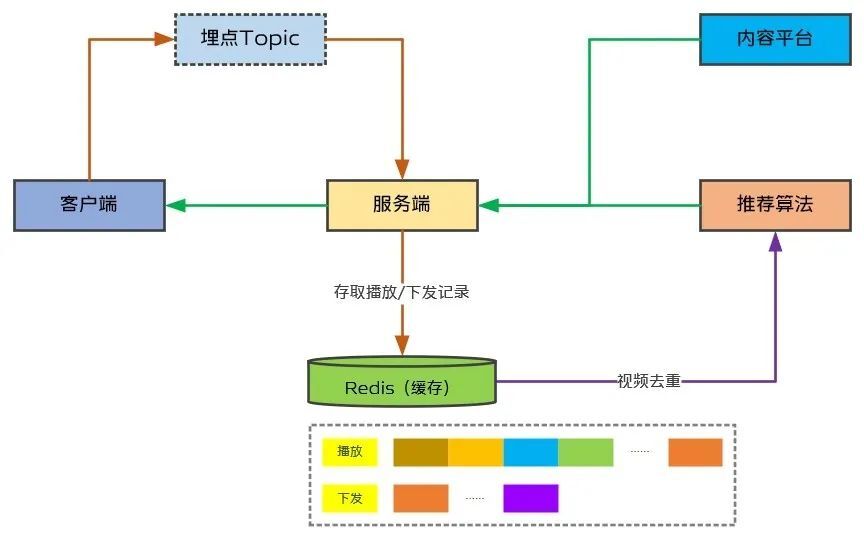 埋点Topic
内容平台
客户端
服务端
推荐算法
存取播放/下发记录
Redis（缓存）
视频去重
播放
......
下发
......